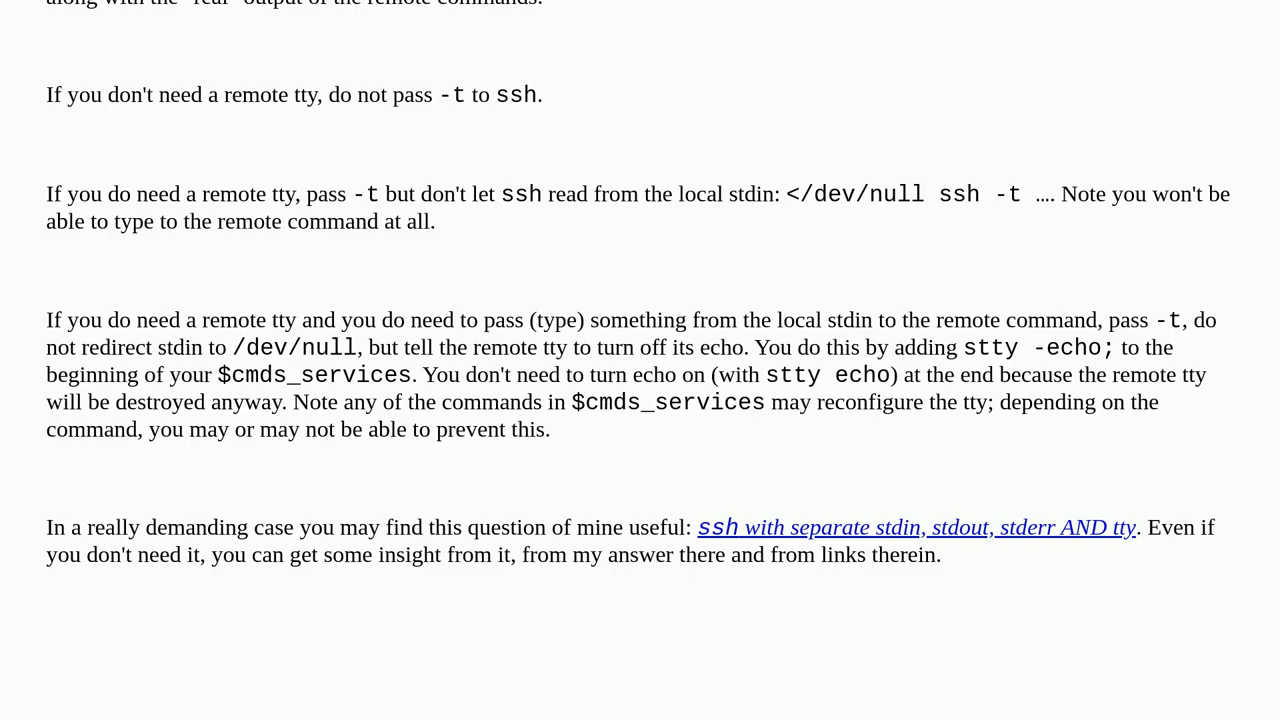 along with the "real" output of the remote commands.
If you don't need a remote tty, do not pass -t to ssh.
If you do need a remote tty, pass -t but don't let ssh read from the local stdin: </dev/null ssh -t …. Note you won't be
able to type to the remote command at all.
If you do need a remote tty and you do need to pass (type) something from the local stdin to the remote command, pass -t, do
not redirect stdin to /dev/null, but tell the remote tty to turn off its echo. You do this by adding stty -echo; to the
beginning of your $cmds_services. You don't need to turn echo on (with stty echo) at the end because the remote tty
will be destroyed anyway. Note any of the commands in $cmds_services may reconfigure the tty; depending on the
command, you may or may not be able to prevent this.
In a really demanding case you may find this question of mine useful: ssh with separate stdin, stdout, stderr AND tty. Even if
you don't need it, you can get some insight from it, from my answer there and from links therein.